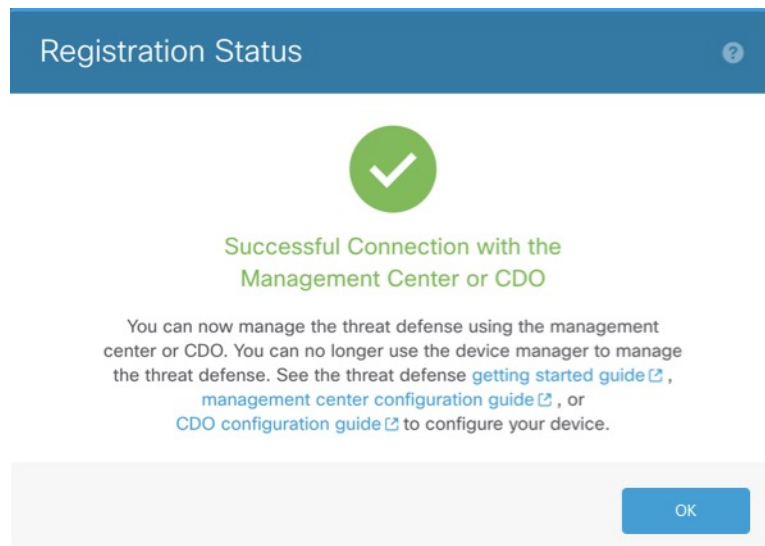 Registration Status
?
Successful Connection with the
Management Center or CDO
You can now manage the threat defense using the management
center or CDO. You can no longer use the device manager to manage
the threat defense. See the threat defense getting started guide ,
management center configuration guide , or
CDO configuration guide to configure your device.
OK